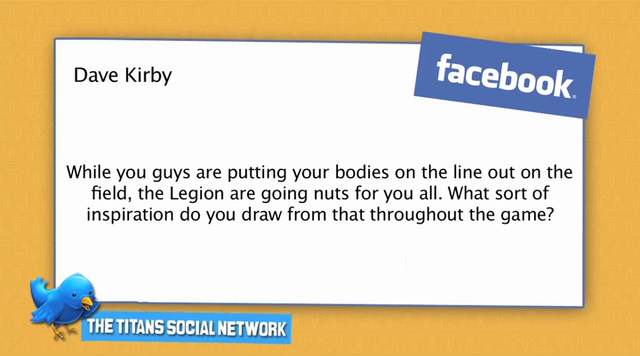 Dave Kirby
facebook
While you guys are putting your bodies on the line out on the
field, the Legion are going nuts for you all. What sort of
inspiration do you draw from that throughout the game?
THE TITANS SOCIAL NETWORK